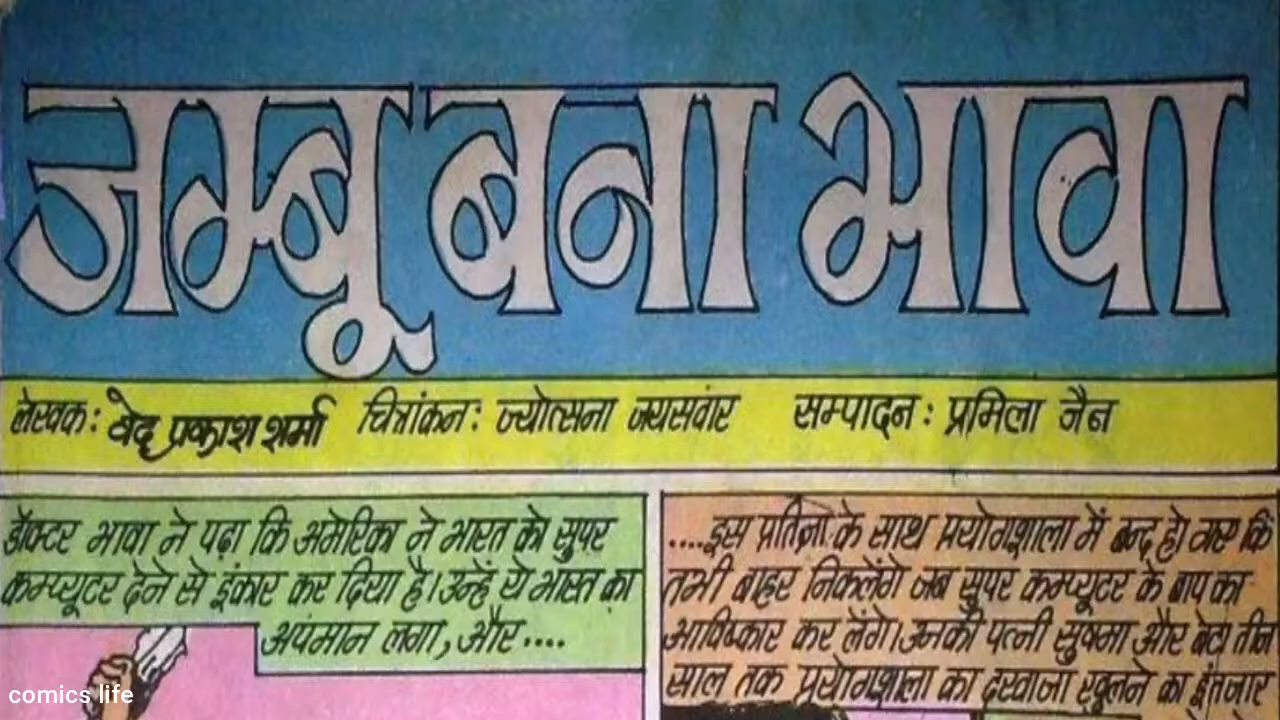 जम्बू बना भावा
लेखक: वेद प्रकाश शर्मा चित्रांकन: ज्योत्सना जयसवार सम्पादन: प्रमिला जैन
डॉक्टर भावा ने पढ़ा कि अमेरिका ने भारत को सुपर
कम्प्यूटर देने से इंकार कर दिया है। उन्हें ये भारत का
अपमान लगा, और....
....इस प्रतिज्ञा के साथ प्रयोगशाला में बन्द हो गए कि
तभी बाहर निकलेंगे जब सुपर कम्प्यूटर के बाप का
आविष्कार कर लेंगे। उनकी पत्नी सुषमा और बेटा तीन
साल तक प्रयोगशाला का दरवाजा खुलने का इंतजार
comics life